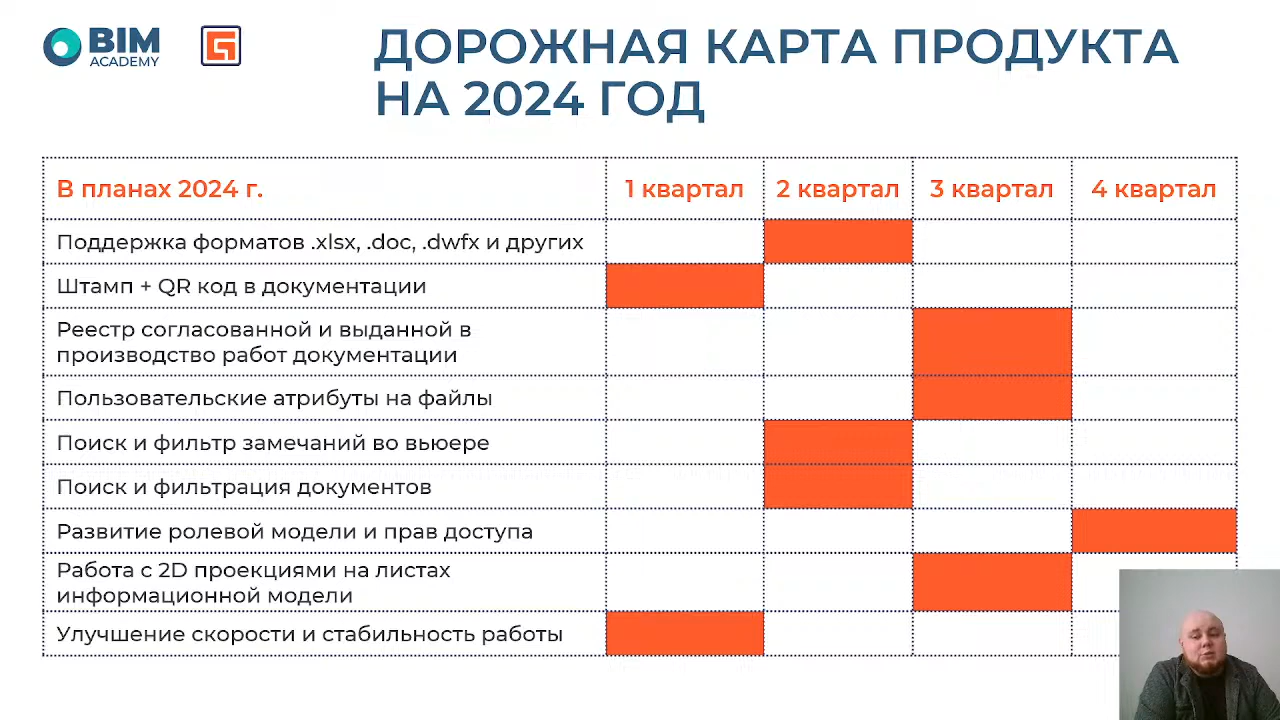 BIM
ACADEMY
ДОРОЖНАЯ КАРТА ПРОДУКТА
НА 2024 ГОД
В планах 2024 г.
1 квартал
2 квартал
3 квартал
4 квартал
Поддержка форматов .xlsx, .doc, .dwfx и других
Штамп + QR код в документации
Реестр согласованной и выданной в
производство работ документации
Пользовательские атрибуты на файлы
Поиск и фильтр замечаний во вьюере
Поиск и фильтрация документов
Развитие ролевой модели и прав доступа
Работа с 2D проекциями на листах
информационной модели
Улучшение скорости и стабильность работы